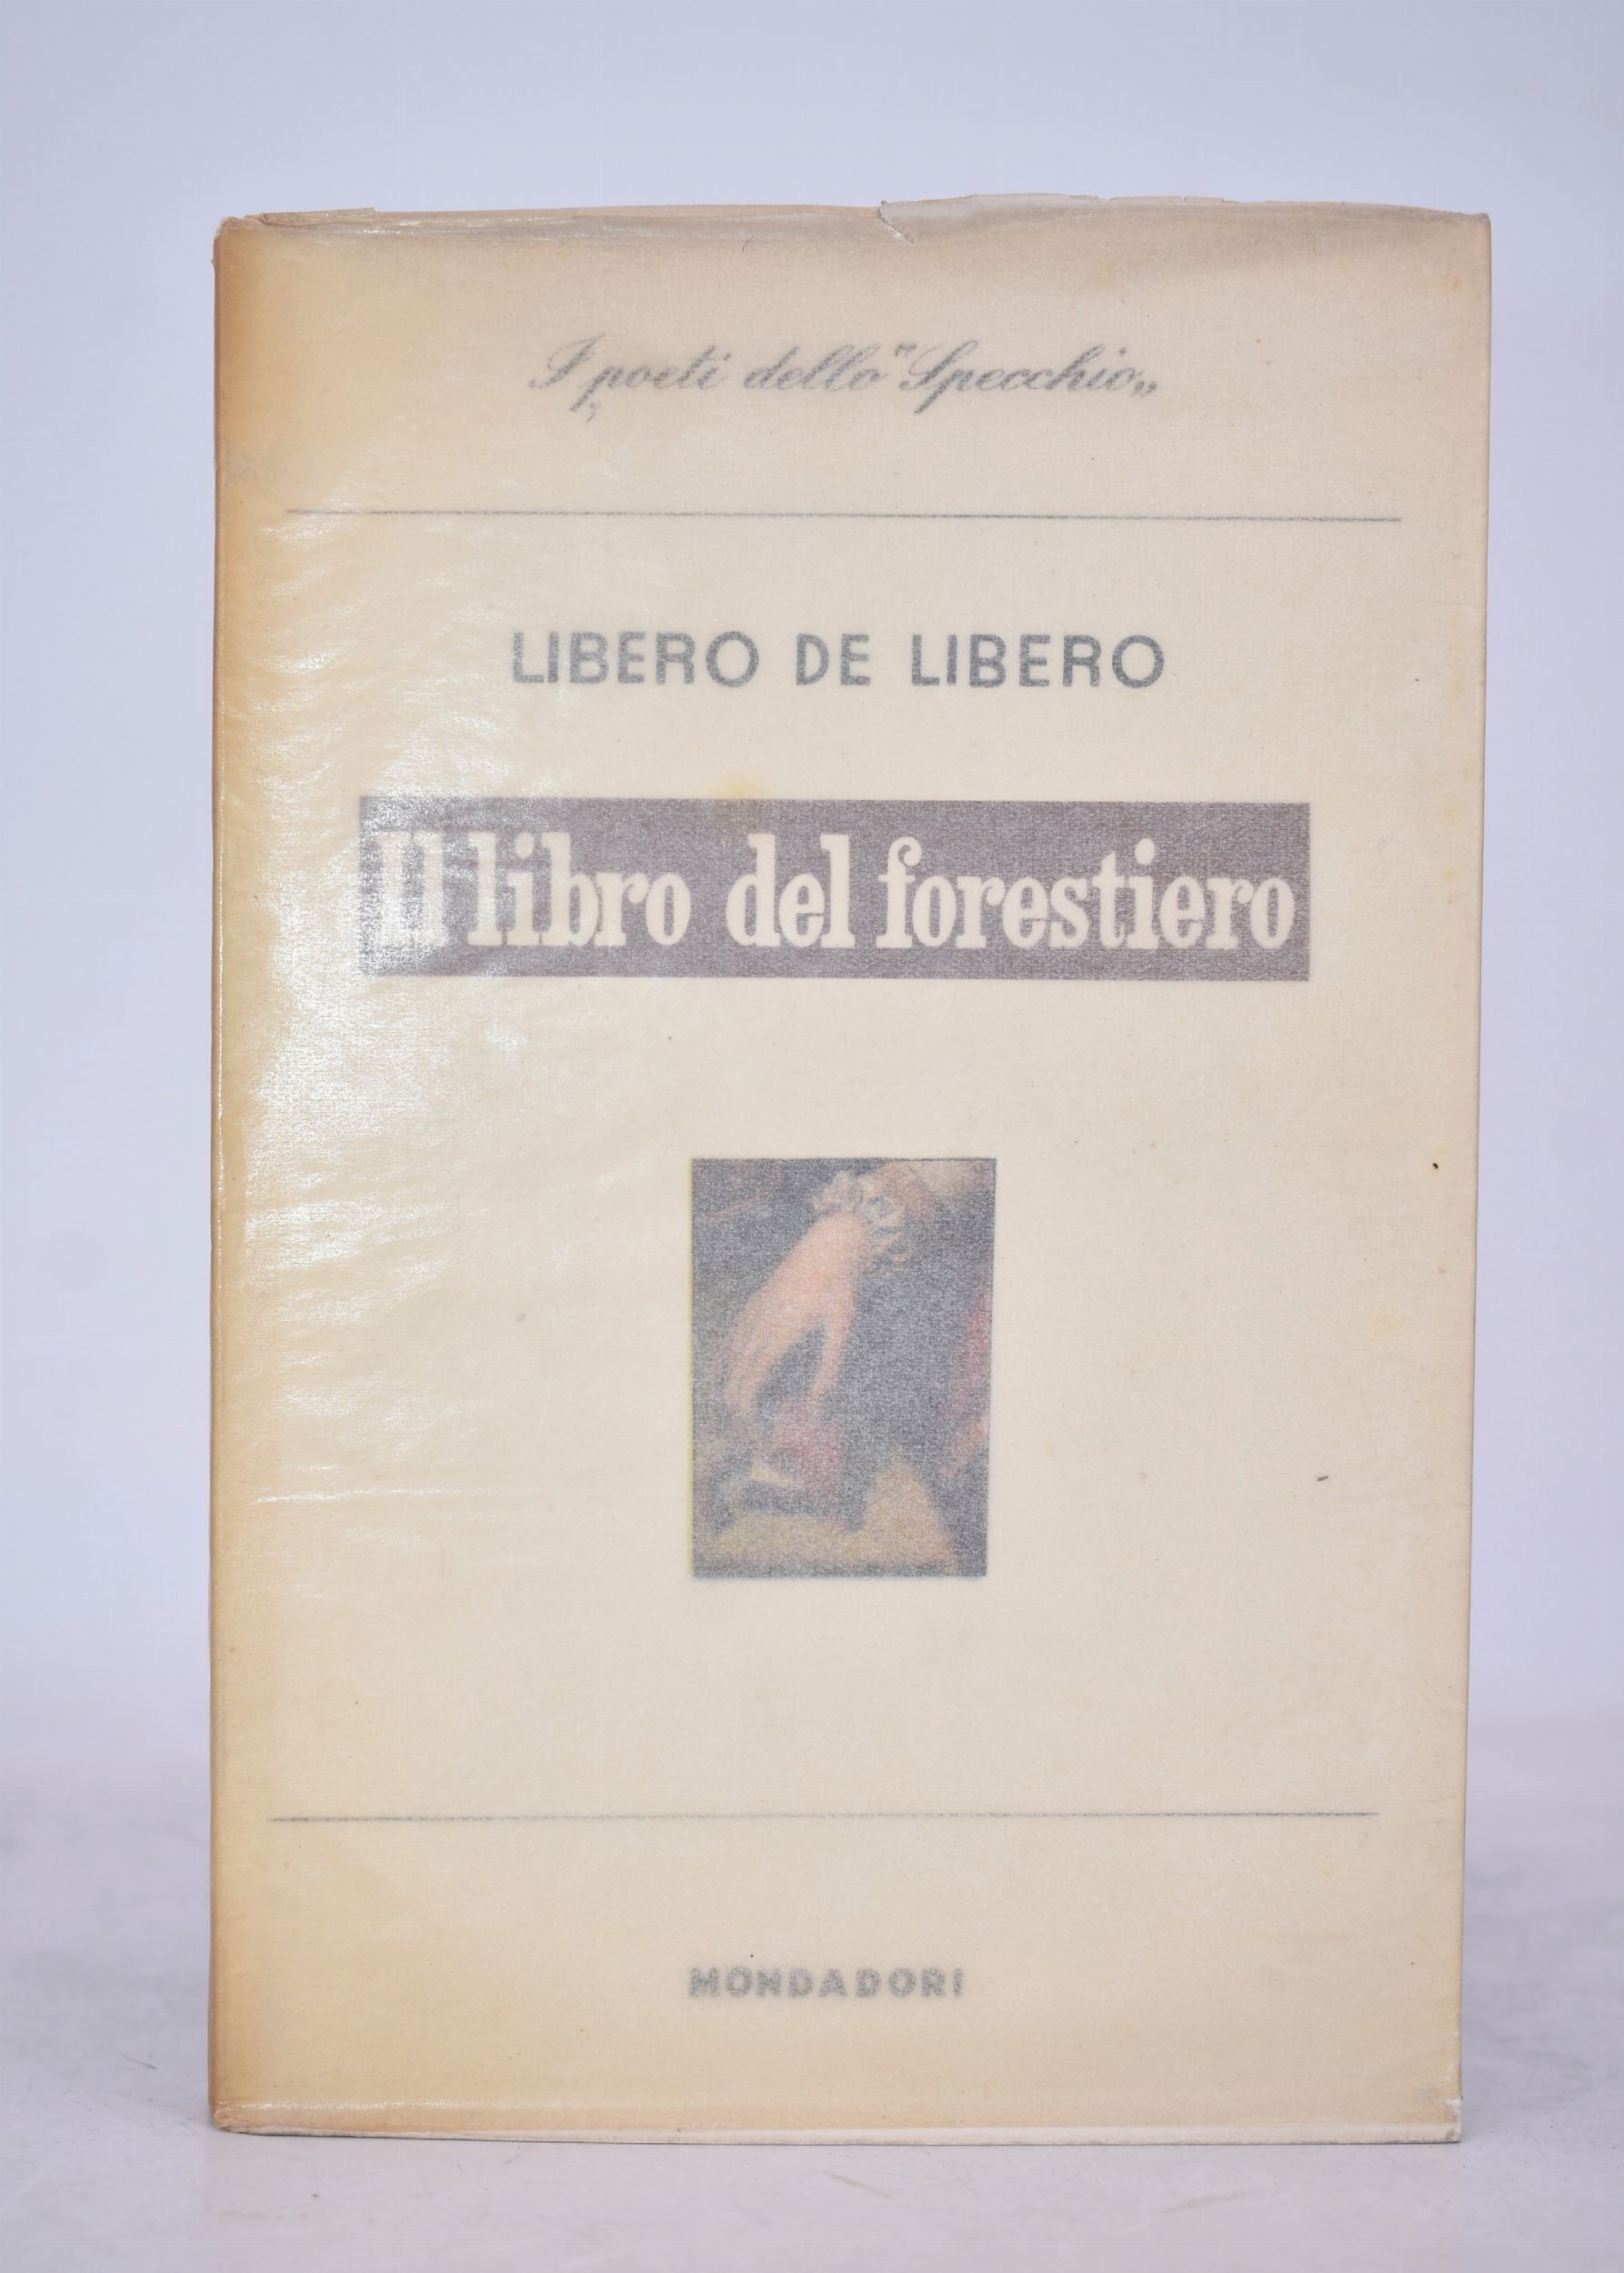 I poeti dello "Specchio„
LIBERO DE LIBERO
Il libro del forestiero
MONDADORI